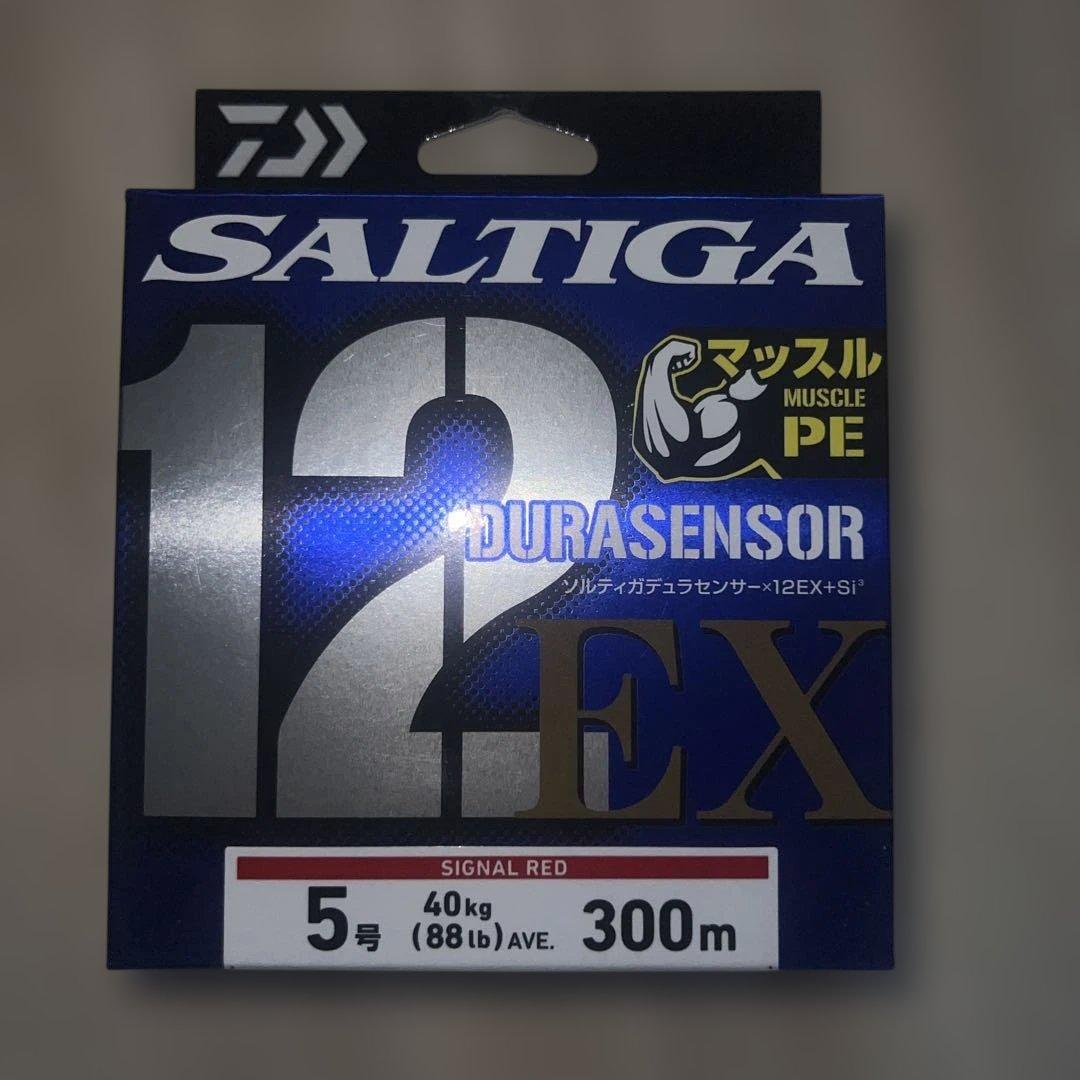 SALTIGA
12
マッスル
MUSCLE
PE
DURASENSOR
ソルティガデュラセンサー×12EX+Si³
EX
SIGNAL RED
5号 40kg (88lb) AVE. 300m